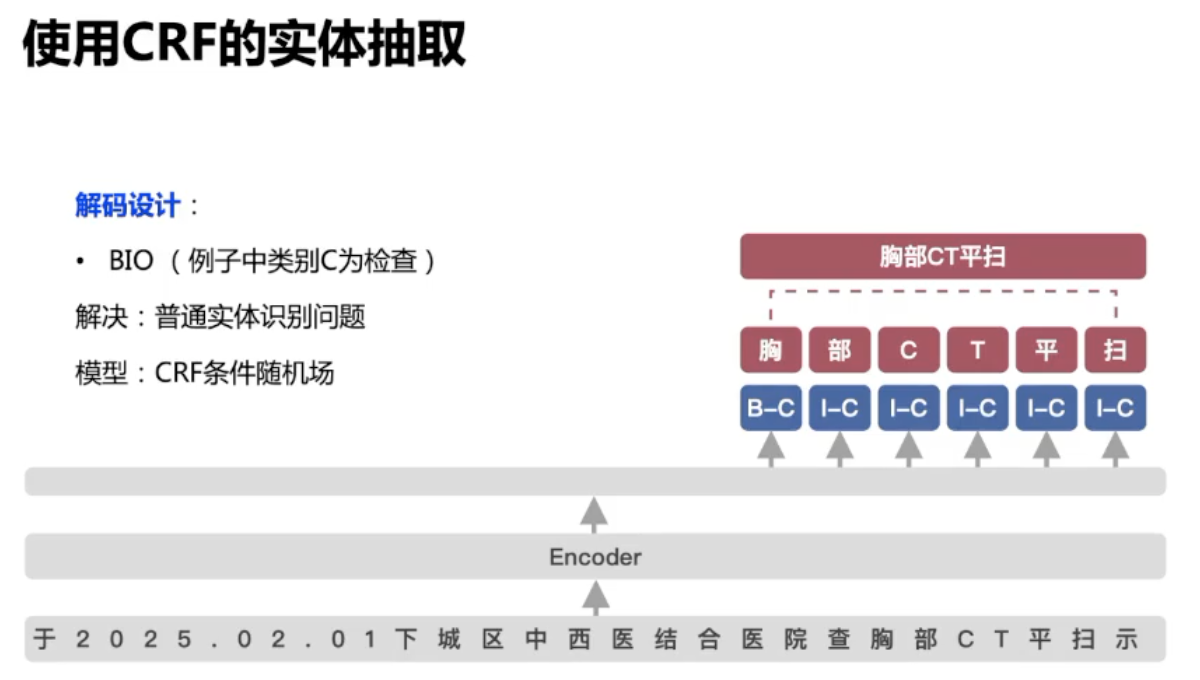 使用CRF的实体抽取
解码设计：
• BIO （例子中类别C为检查）
解决：普通实体识别问题
模型：CRF条件随机场
胸部CT平扫
胸 部 C T 平 扫
B-C I-C I-C I-C I-C I-C
Encoder
于 2 0 2 5 . 0 2 . 0 1 下 城 区 中 西 医 结 合 医 院 查 胸 部 C T 平 扫 示